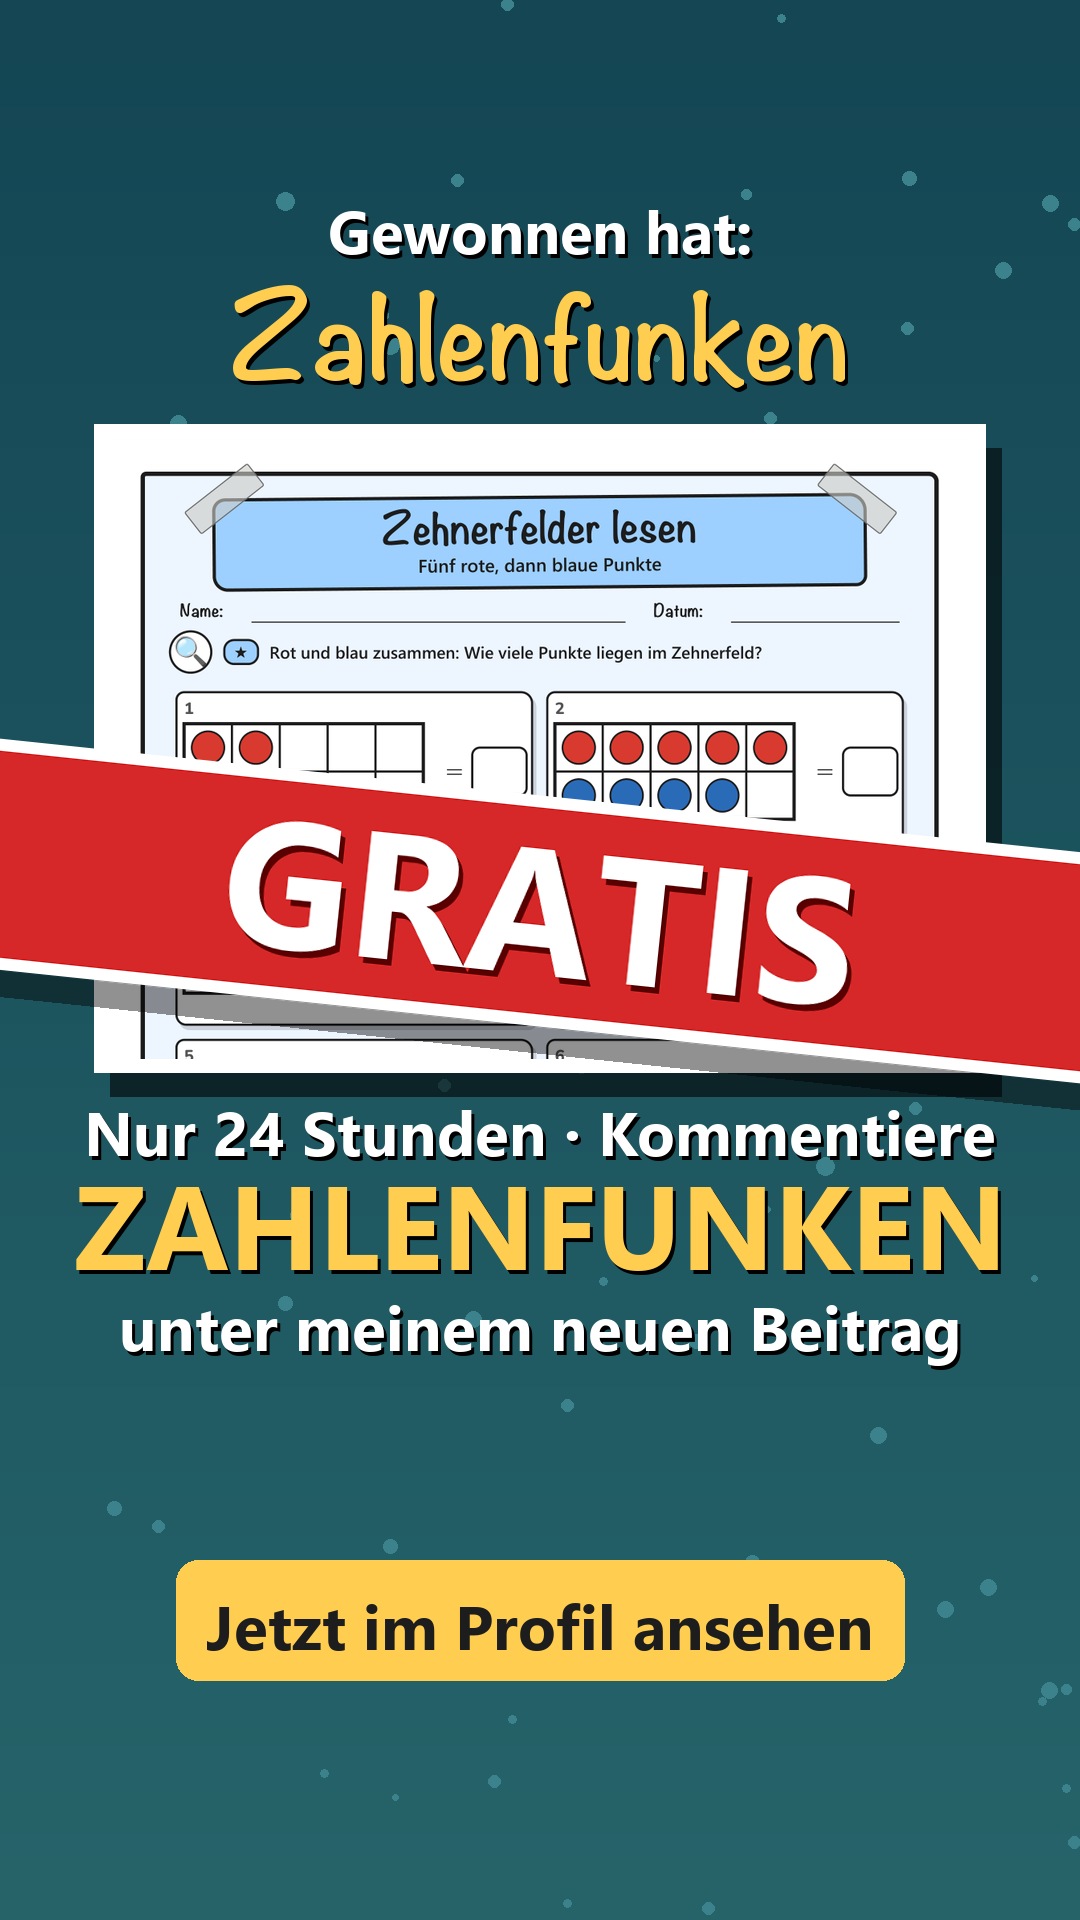 Gewonnen hat:
Zahlenfunken
Zehnerfelder lesen
Fünf rote, dann blaue Punkte
Name:
Datum:
★ Rot und blau zusammen: Wie viele Punkte liegen im Zehnerfeld?
1
2
=
=
GRATIS
5
6
Nur 24 Stunden · Kommentiere
ZAHLENFUNKEN
unter meinem neuen Beitrag
Jetzt im Profil ansehen